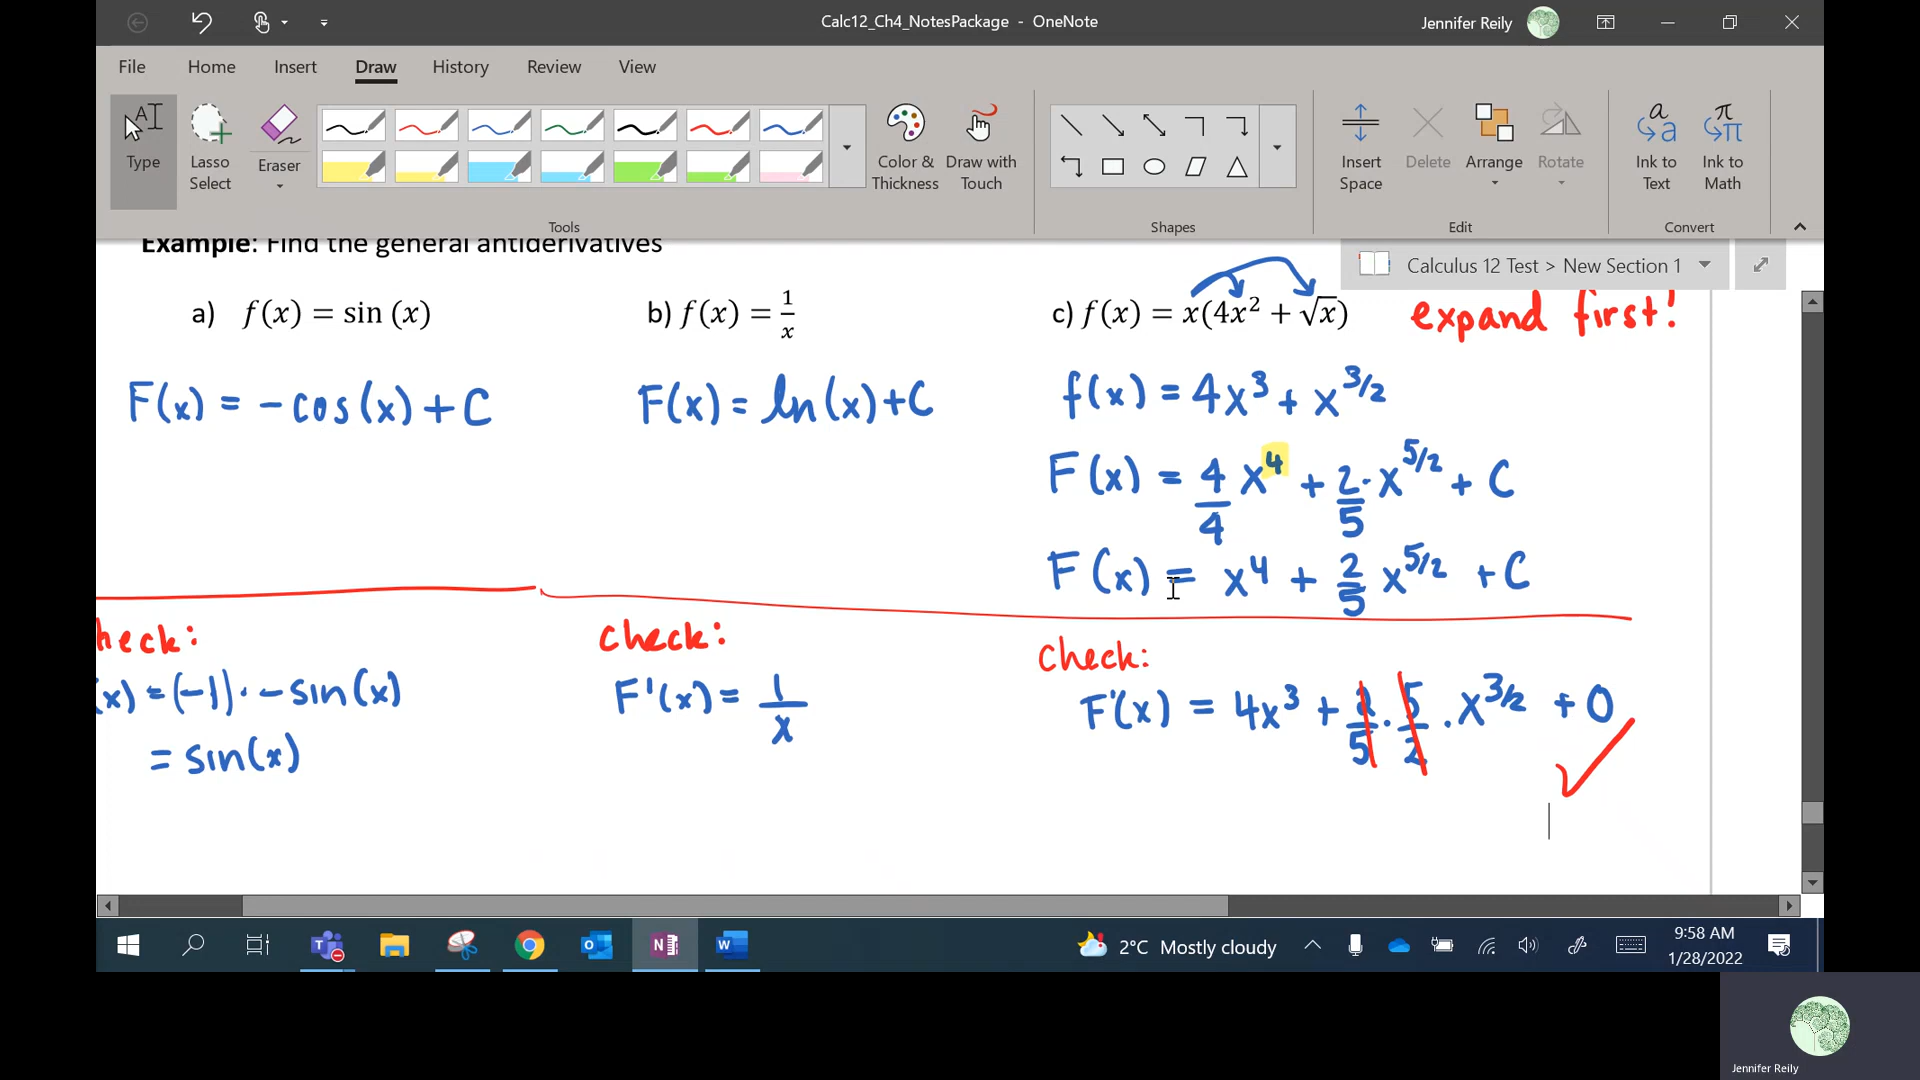 Calc12_Ch4_NotesPackage - OneNote
Jennifer Reily
File Home Insert Draw History Review View
Type
Lasso Select
Eraser
Color & Thickness
Draw with Touch
Insert Space
Delete
Arrange
Rotate
Ink to Text
Ink to Math
Tools Shapes Edit Convert
Example: Find the general antiderivatives
Calculus 12 Test > New Section 1
a) f(x) = sin (x)
F(x) = -cos(x) + C
heck:
(x) = (-1)· -sin(x)
= sin(x)
b) f(x) = 1/x
F(x) = ln(x)+C
check:
F'(x) = 1/x
c) f(x) = x(4x² + √x)
expand first!
f(x) = 4x³ + x^3/2
F(x) = 4/4 x⁴ + 2/5 · x^5/2 + C
F(x) = x⁴ + 2/5 x^5/2 + C
Check:
F'(x) = 4x³ + 2/5 · 5/2 · x^3/2 + 0
2°C Mostly cloudy
9:58 AM
1/28/2022
Jennifer Reily